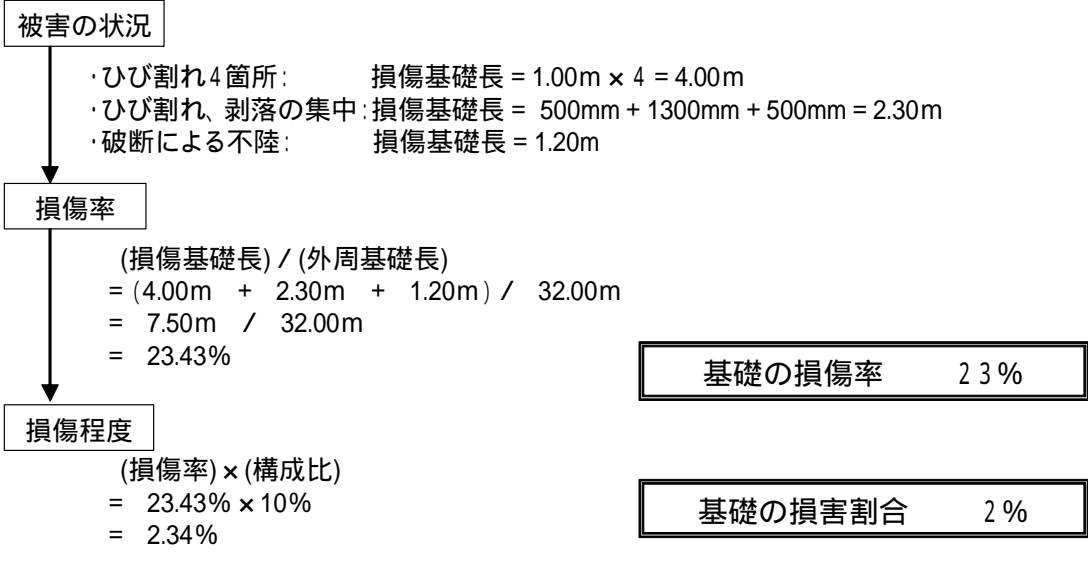 被害の状況
・ひび割れ4箇所: 損傷基礎長 = 1.00m × 4 = 4.00m
・ひび割れ、剥落の集中:損傷基礎長 = 500mm + 1300mm + 500mm = 2.30m
・破断による不陸: 損傷基礎長 = 1.20m
損傷率
(損傷基礎長) / (外周基礎長)
= (4.00m + 2.30m + 1.20m) / 32.00m
= 7.50m / 32.00m
= 23.43%
基礎の損傷率 23%
損傷程度
(損傷率) × (構成比)
= 23.43% × 10%
= 2.34%
基礎の損害割合 2%